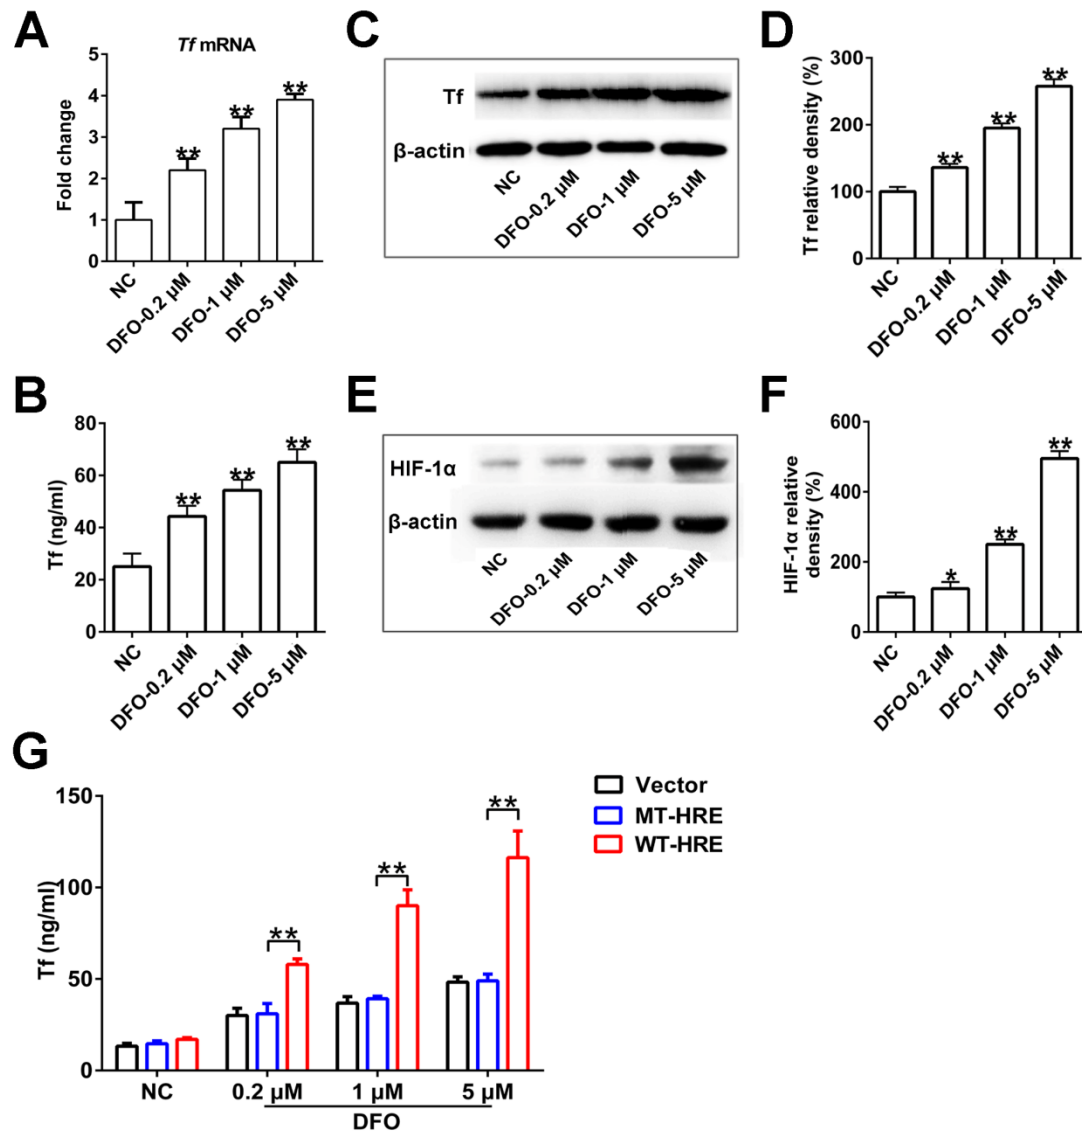 A
Tf mRNA
Fold change
5
4
3
2
1
0
**
**
**
NC
DFO-0.2 μM
DFO-1 μM
DFO-5 μM
C
Tf
β-actin
NC
DFO-0.2 μM
DFO-1 μM
DFO-5 μM
D
Tf relative density (%)
300
200
100
0
**
**
**
NC
DFO-0.2 μM
DFO-1 μM
DFO-5 μM
B
Tf (ng/ml)
80
60
40
20
0
**
**
**
NC
DFO-0.2 μM
DFO-1 μM
DFO-5 μM
E
HIF-1α
β-actin
NC
DFO-0.2 μM
DFO-1 μM
DFO-5 μM
F
HIF-1α relative
density (%)
600
400
200
0
*
**
**
NC
DFO-0.2 μM
DFO-1 μM
DFO-5 μM
G
Tf (ng/ml)
150
100
50
0
**
**
**
NC
0.2 μM
1 μM
5 μM
DFO
Vector
MT-HRE
WT-HRE